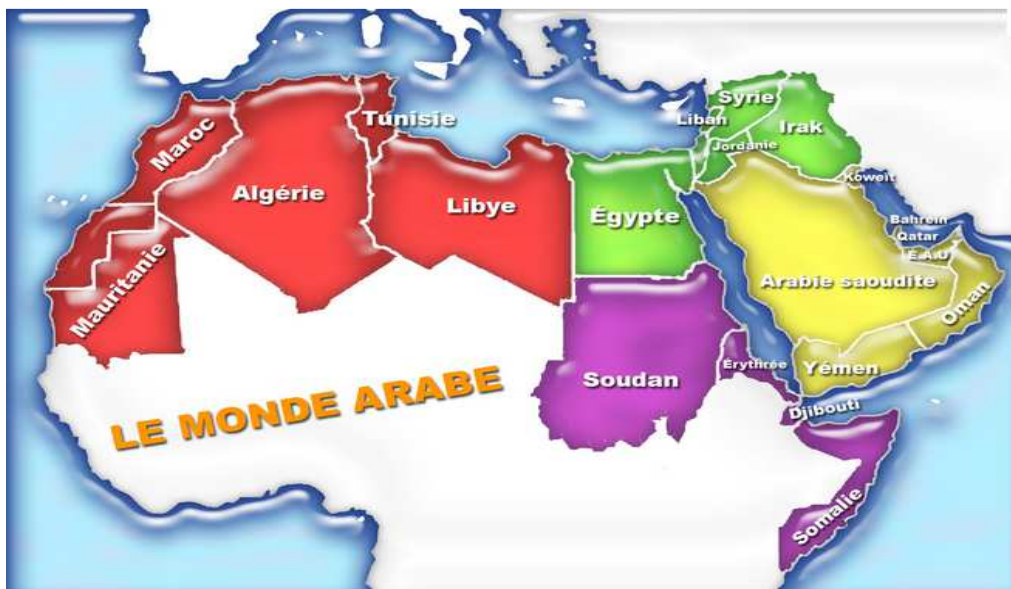 Maroc
Algérie
Tunisie
Libye
Mauritanie
Égypte
Syrie
Liban
Irak
Jordanie
Koweït
Bahrein
Qatar
E.A.U
Arabie saoudite
Oman
Yémen
Soudan
Érythrée
Djibouti
Somalie
LE MONDE ARABE